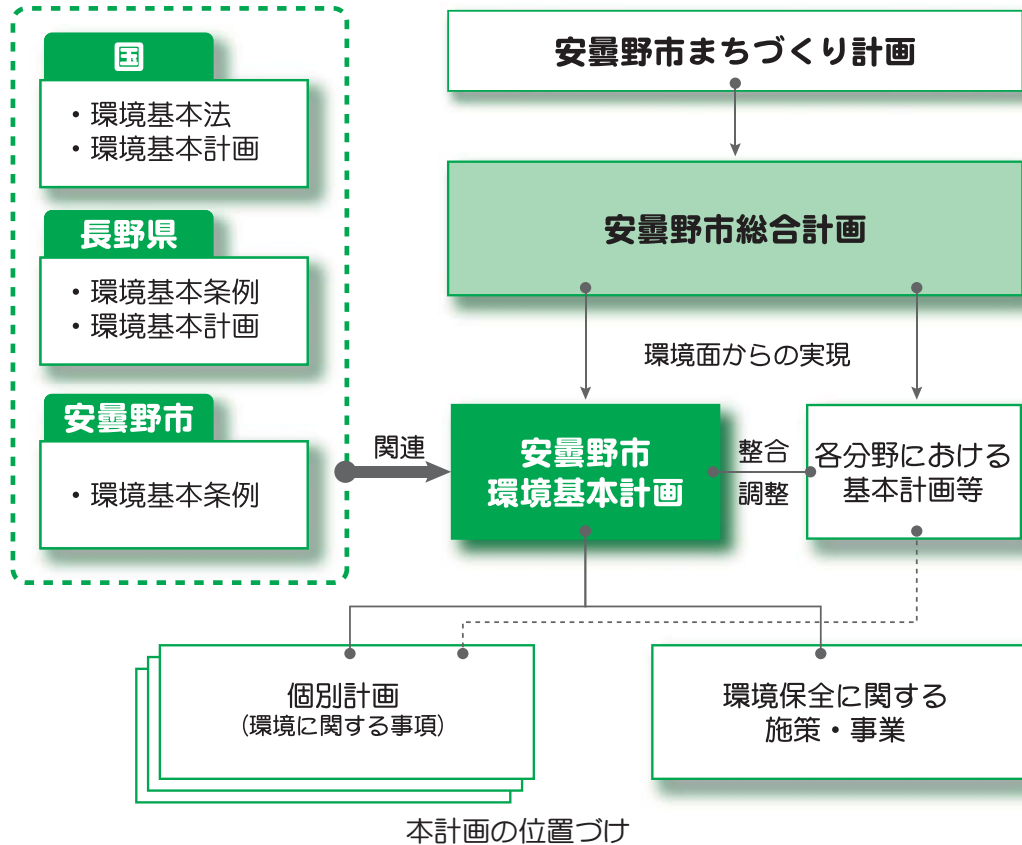 国
・環境基本法
・環境基本計画
長野県
・環境基本条例
・環境基本計画
安曇野市
・環境基本条例
安曇野市まちづくり計画
安曇野市総合計画
環境面からの実現
関連
安曇野市
環境基本計画
整合
調整
各分野における
基本計画等
個別計画
(環境に関する事項)
環境保全に関する
施策・事業
本計画の位置づけ